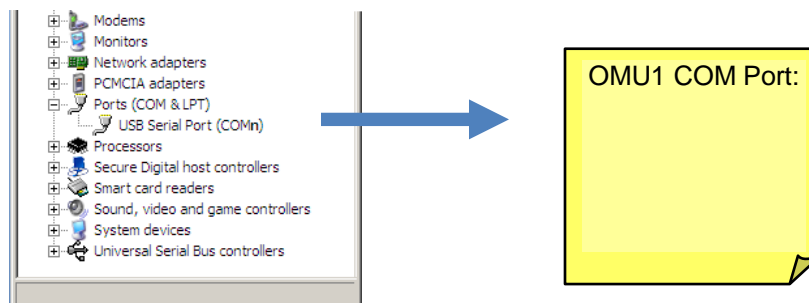 Modems
Monitors
Network adapters
PCMCIA adapters
Ports (COM & LPT)
USB Serial Port (COMn)
Processors
Secure Digital host controllers
Smart card readers
Sound, video and game controllers
System devices
Universal Serial Bus controllers
OMU1 COM Port: